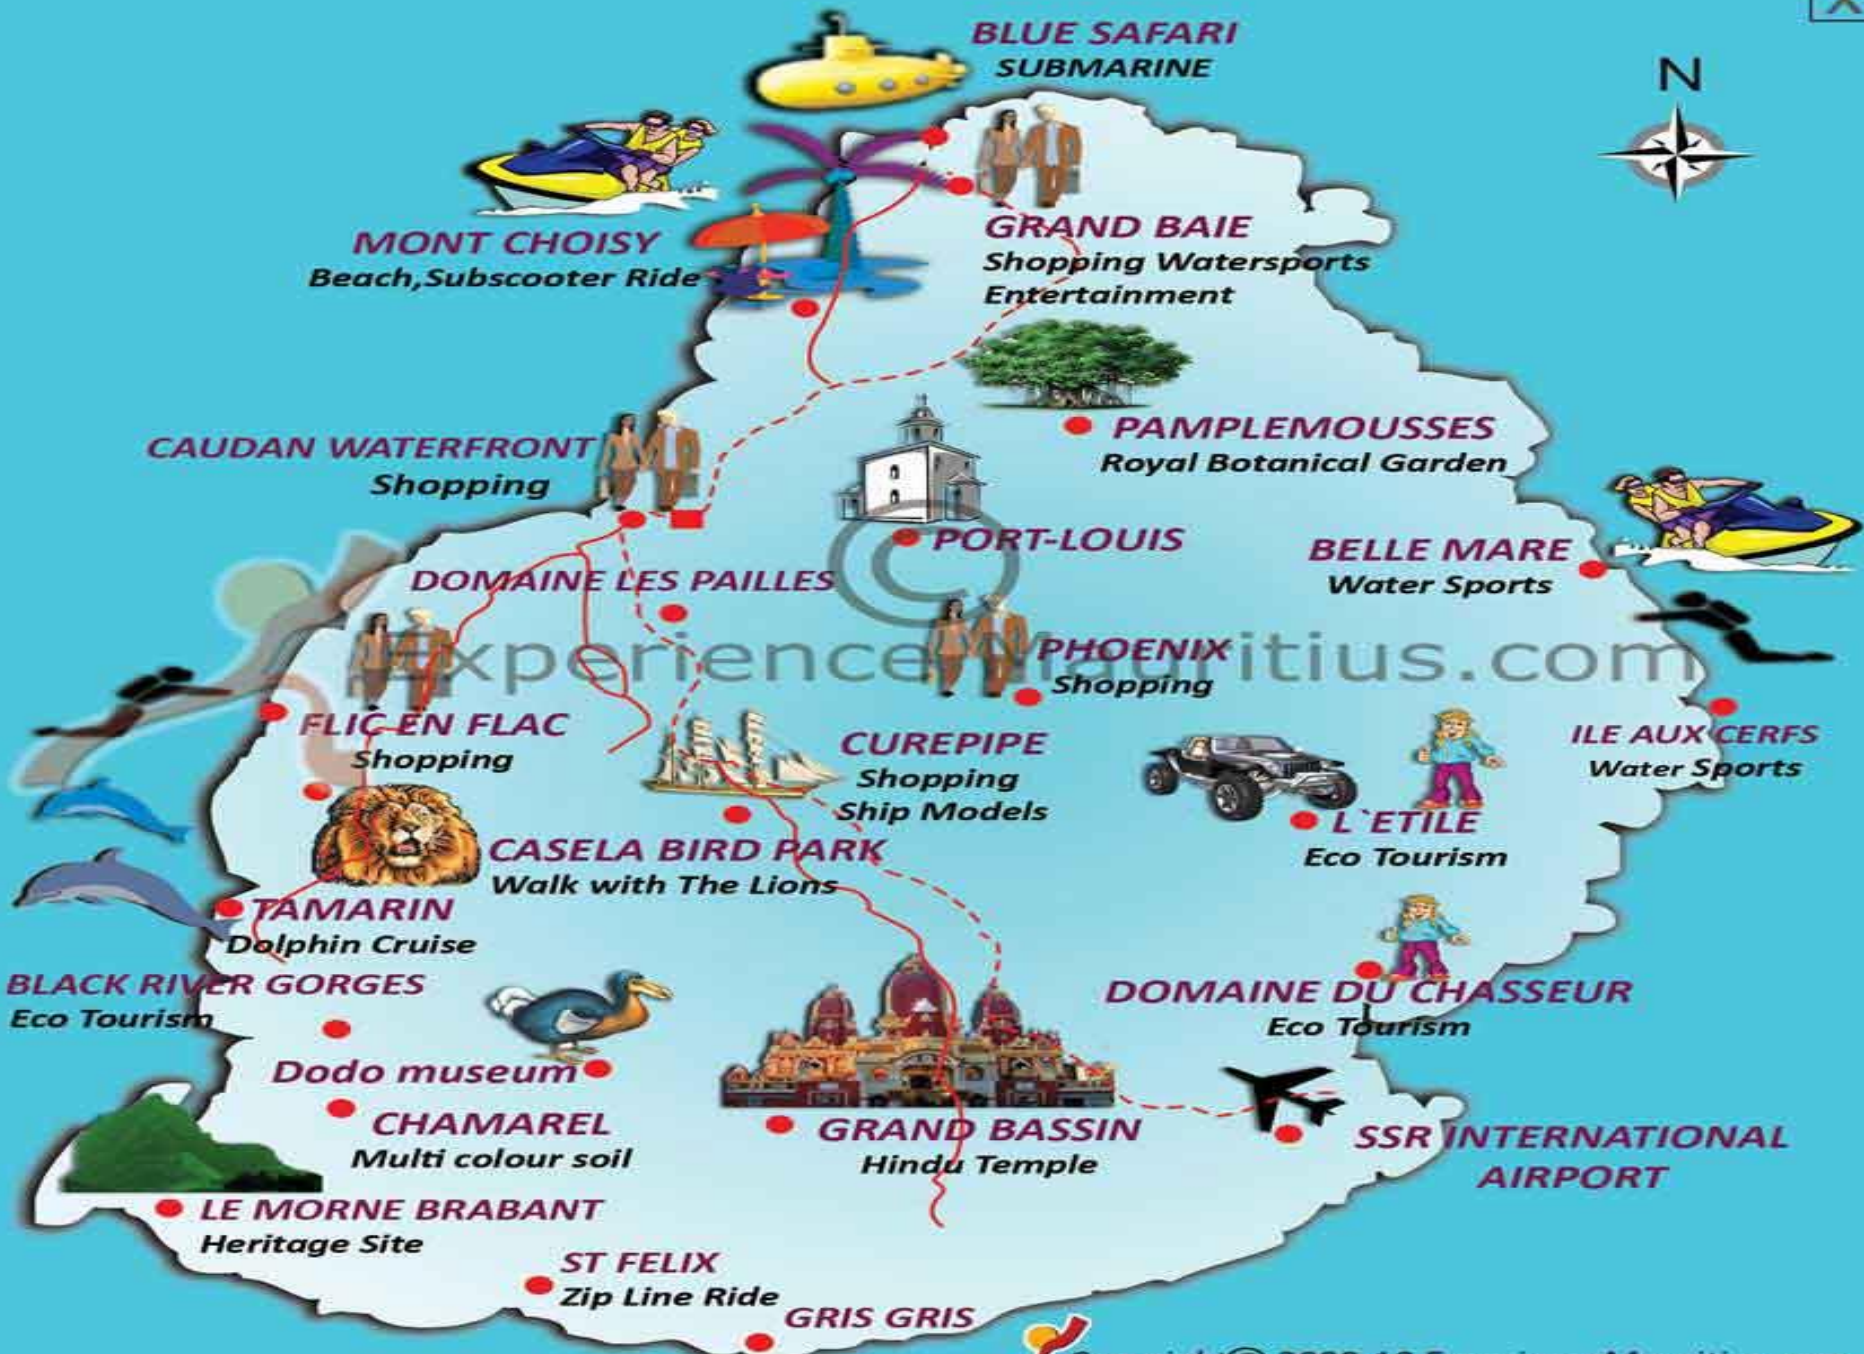 X
BLUE SAFARI
SUBMARINE
N
MONT CHOISY
Beach,Subscooter Ride
GRAND BAIE
Shopping Watersports
Entertainment
CAUDAN WATERFRONT
Shopping
PAMPLEMOUSSES
Royal Botanical Garden
PORT-LOUIS
BELLE MARE
Water Sports
DOMAINE LES PAILLES
©
Experience Mauritius.com
PHOENIX
Shopping
FLIC EN FLAC
Shopping
CUREPIPE
Shopping
Ship Models
ILE AUX CERFS
Water Sports
L`ETILE
Eco Tourism
CASELA BIRD PARK
Walk with The Lions
TAMARIN
Dolphin Cruise
BLACK RIVER GORGES
Eco Tourism
DOMAINE DU CHASSEUR
Eco Tourism
Dodo museum
CHAMAREL
Multi colour soil
GRAND BASSIN
Hindu Temple
SSR INTERNATIONAL
AIRPORT
LE MORNE BRABANT
Heritage Site
ST FELIX
Zip Line Ride
GRIS GRIS